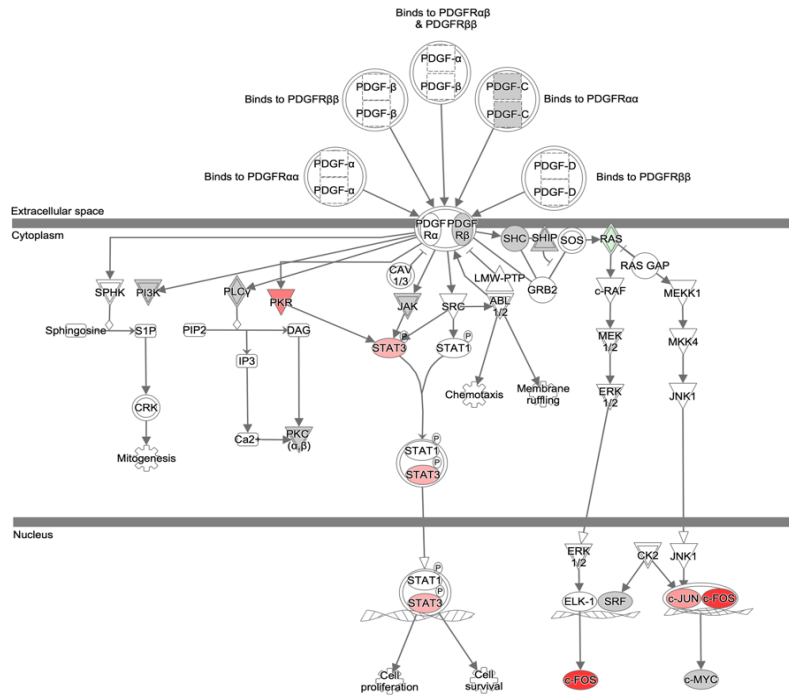 Binds to PDGFRαβ
& PDGFRββ
PDGF-α
PDGF-β
Binds to PDGFRββ
PDGF-β
PDGF-β
PDGF-C
PDGF-C
Binds to PDGFRαα
Binds to PDGFRαα
PDGF-α
PDGF-α
PDGF-D
PDGF-D
Binds to PDGFRββ
Extracellular space
Cytoplasm
PDGF
Rα
PDGF
Rβ
SHC
SHIP
SOS
RAS
RAS GAP
GRB2
CAV
1/3
LMW-PTP
SPHK
PI3K
PLCγ
PKR
JAK
SRC
ABL
1/2
c-RAF
MEKK1
Sphingosine
S1P
PIP2
DAG
STAT3
P
STAT1
P
MEK
1/2
MKK4
IP3
CRK
Chemotaxis
Membrane
ruffling
ERK
1/2
JNK1
Ca2+
PKC
(α,β)
Mitogenesis
STAT1
P
STAT3
P
Nucleus
ERK
1/2
CK2
JNK1
STAT1
P
STAT3
P
ELK-1
SRF
c-JUN
c-FOS
Cell
proliferation
Cell
survival
c-FOS
c-MYC